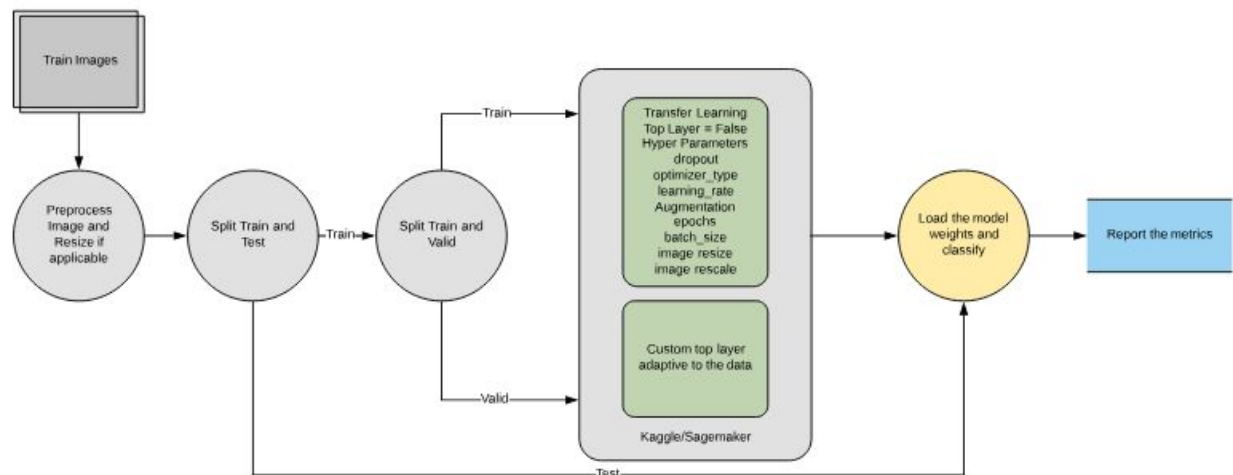 Train Images
Preprocess
Image and
Resize if
applicable
Split Train and
Test
Train
Split Train and
Valid
Train
Valid
Transfer Learning
Top Layer = False
Hyper Parameters
dropout
optimizer_type
learning_rate
Augmentation
epochs
batch_size
image resize
image rescale
Custom top layer
adaptive to the data
Kaggle/Sagemaker
Test
Load the model
weights and
classify
Report the metrics